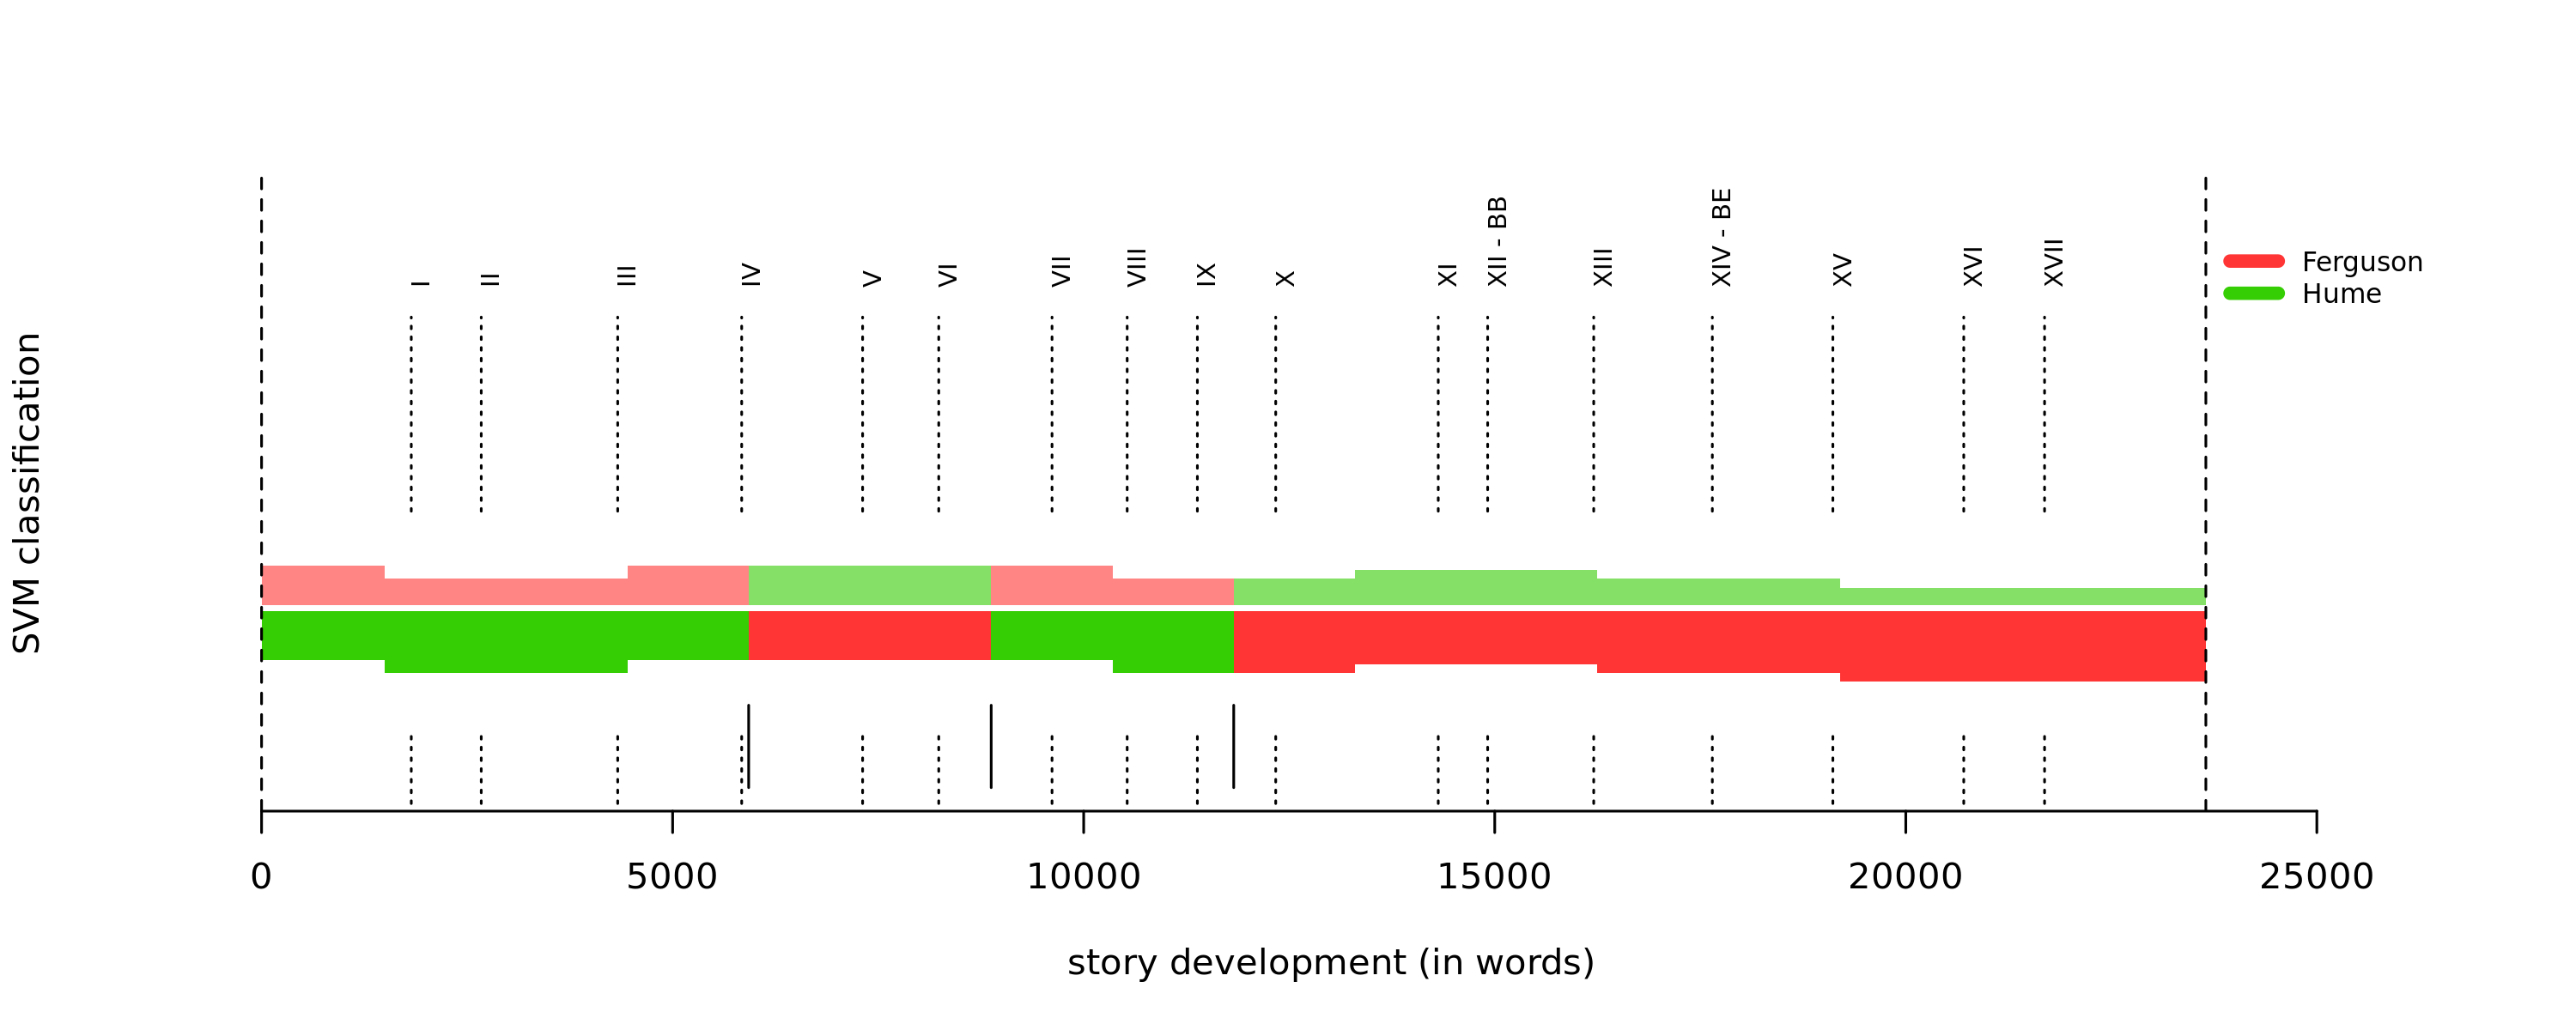 I
II
III
IV
V
VI
VII
VIII
IX
X
XI
XII - BB
XIII
XIV - BE
XV
XVI
XVII
Ferguson
Hume
SVM classification
0
5000
10000
15000
20000
25000
story development (in words)